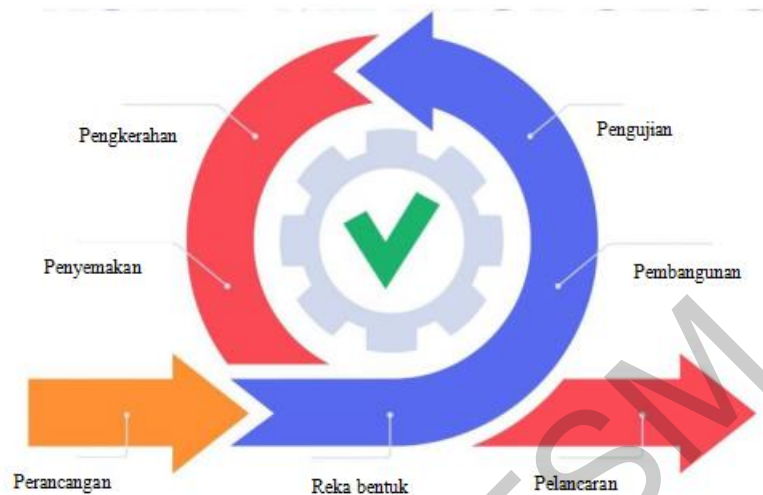 Pengkerahan
Pengujian
Penyemakan
Pembangunan
Perancangan
Reka bentuk
Pelancaran